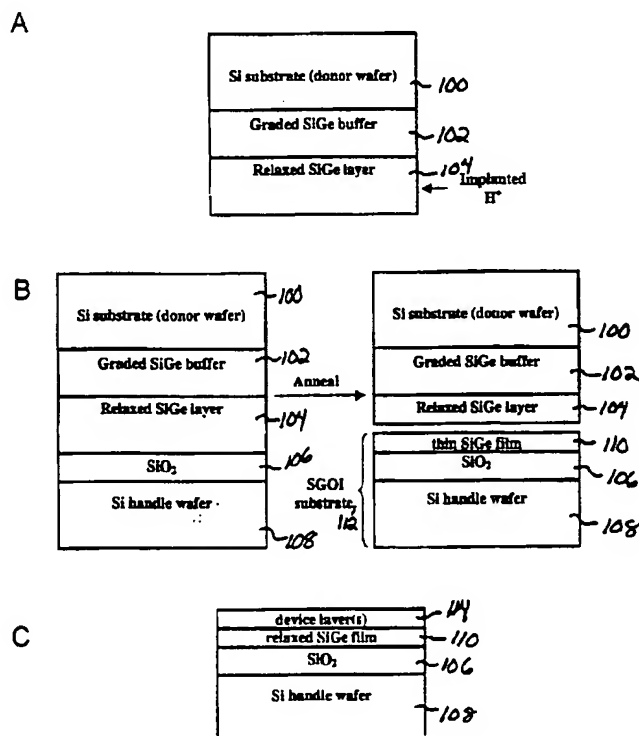 A
Si substrate (donor wafer)
100
Graded SiGe buffer
102
Relaxed SiGe layer
104
Implanted
H+
B
Si substrate (donor wafer)
100
Graded SiGe buffer
102
Relaxed SiGe layer
104
SiO2
106
Si handle wafer
108
Anneal
Si substrate (donor wafer)
100
Graded SiGe buffer
102
Relaxed SiGe layer
104
thin SiGe film
110
SiO2
106
SGOI
substrate,
112
Si handle wafer
108
C
device layer(s)
114
relaxed SiGe film
110
SiO2
106
Si handle wafer
108